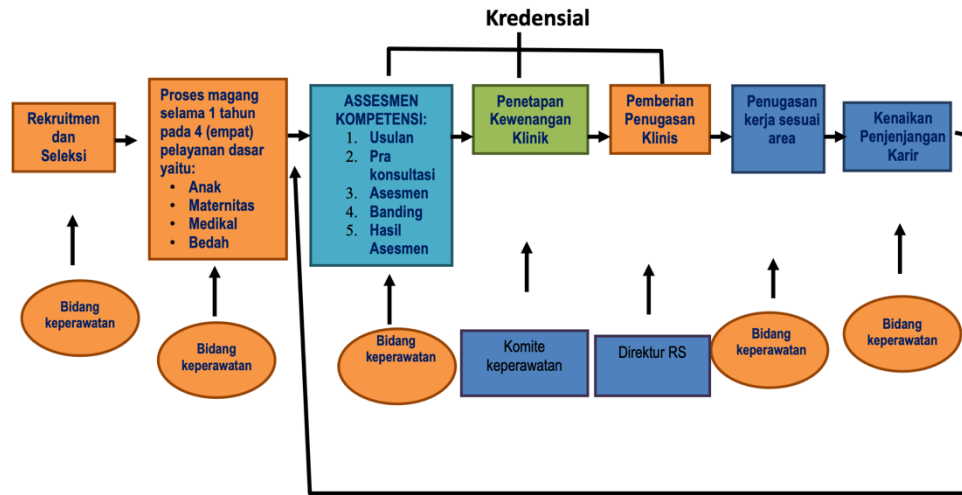 Kredensial
Rekruitmen
dan
Seleksi
Proses magang
selama 1 tahun
pada 4 (empat)
pelayanan dasar
yaitu:
• Anak
• Maternitas
• Medikal
• Bedah
ASSESMEN
KOMPETENSI:
1. Usulan
2. Pra
konsultasi
3. Asesmen
4. Banding
5. Hasil
Asesmen
Penetapan
Kewenangan
Klinik
Pemberian
Penugasan
Klinis
Penugasan
kerja sesuai
area
Kenaikan
Penjenjangan
Karir
Bidang
keperawatan
Bidang
keperawatan
Bidang
keperawatan
Komite
keperawatan
Direktur RS
Bidang
keperawatan
Bidang
keperawatan